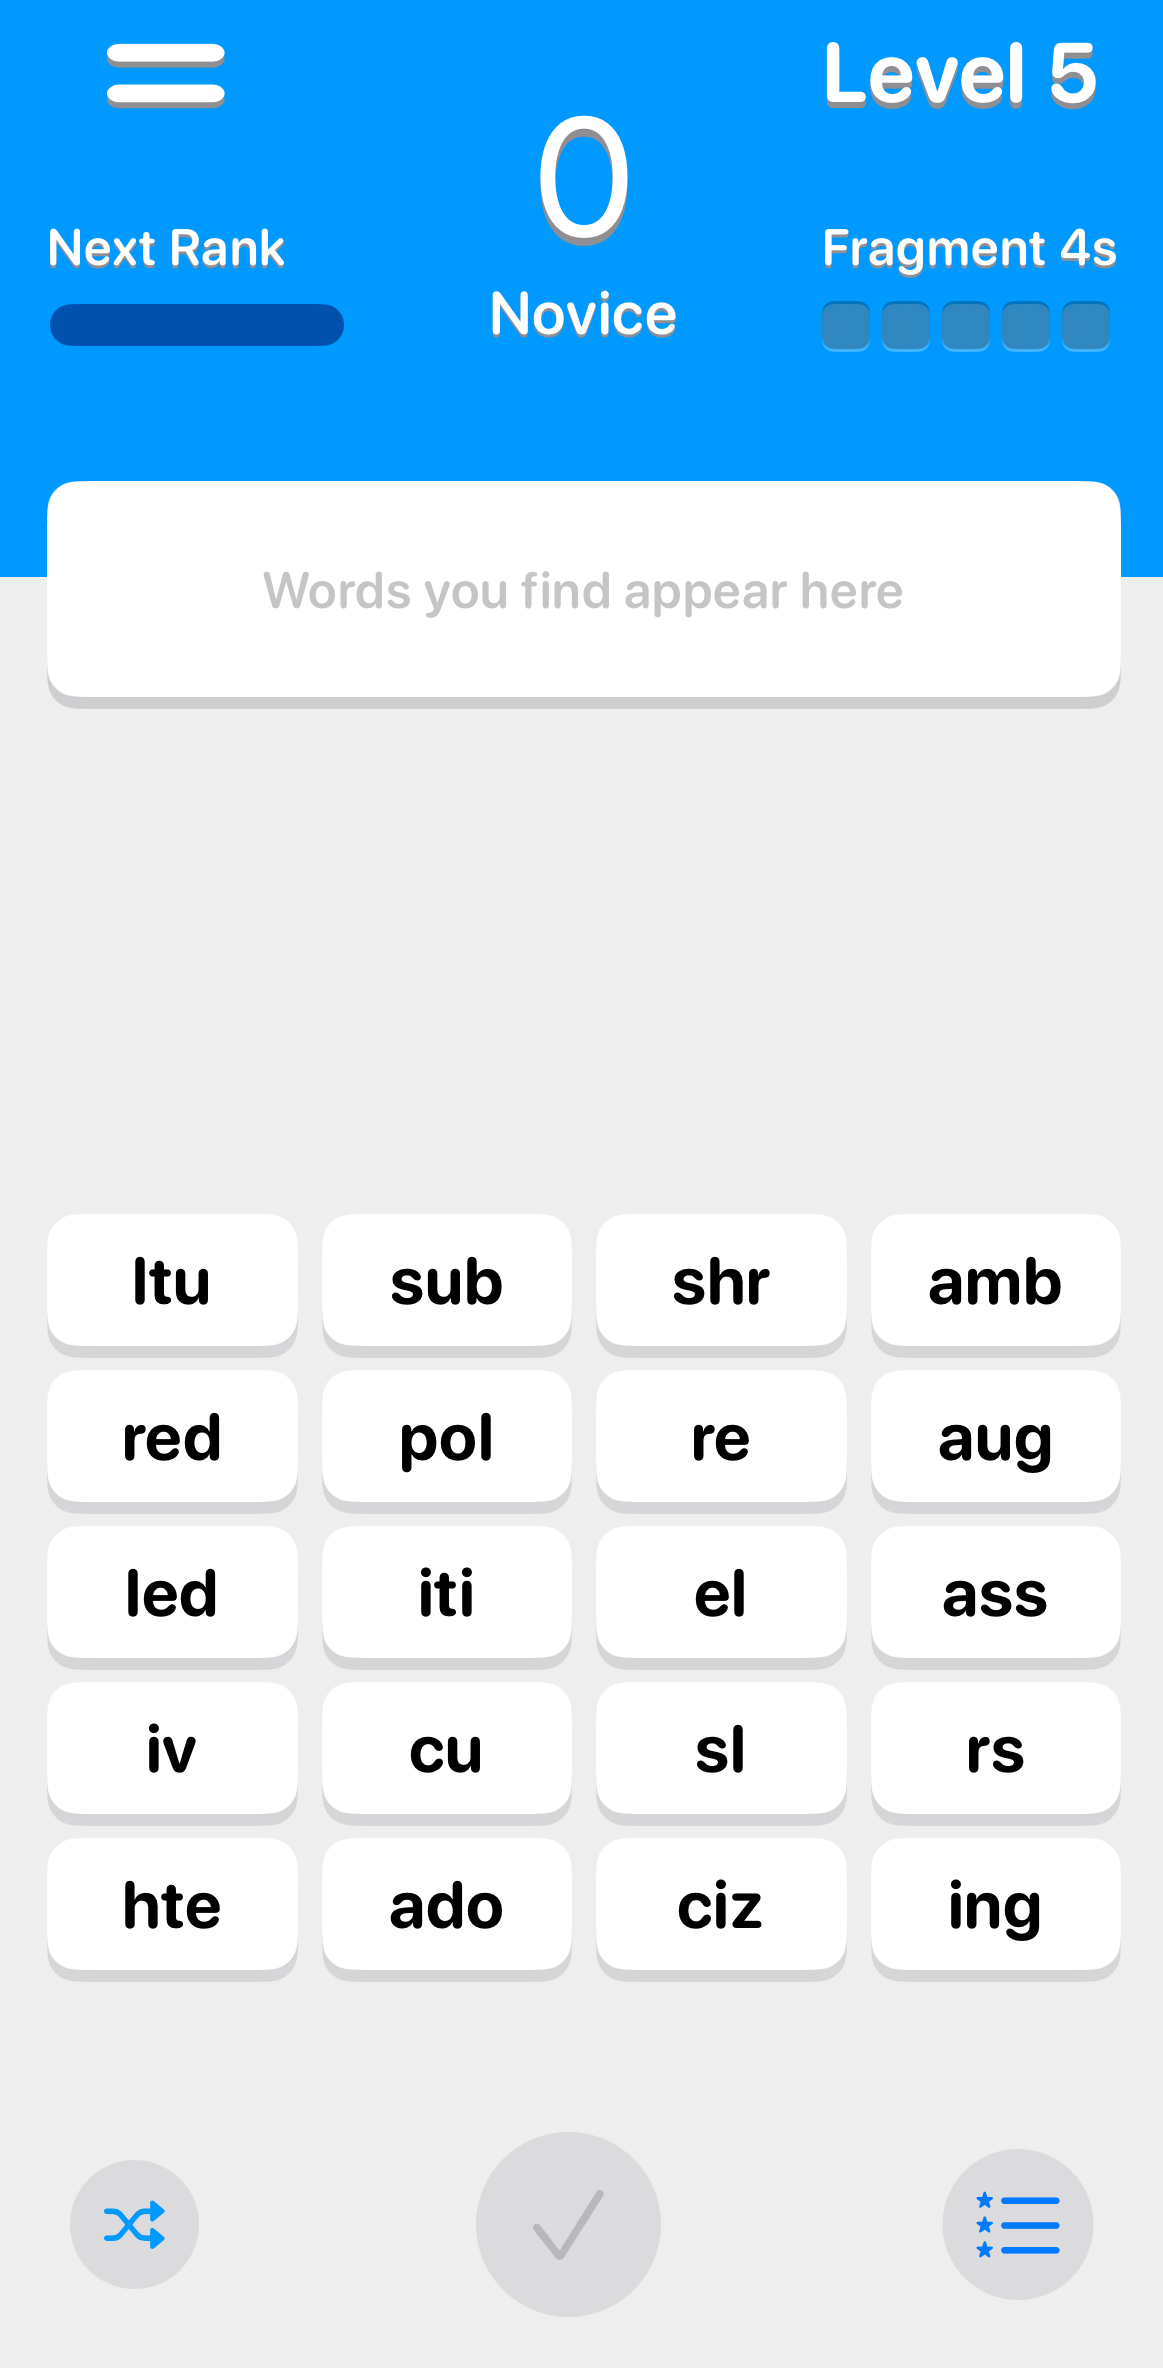 Level 5
0
Next Rank
Fragment 4s
Novice
Words you find appear here
ltu sub shr amb
red pol re aug
led iti el ass
iv cu sl rs
hte ado ciz ing